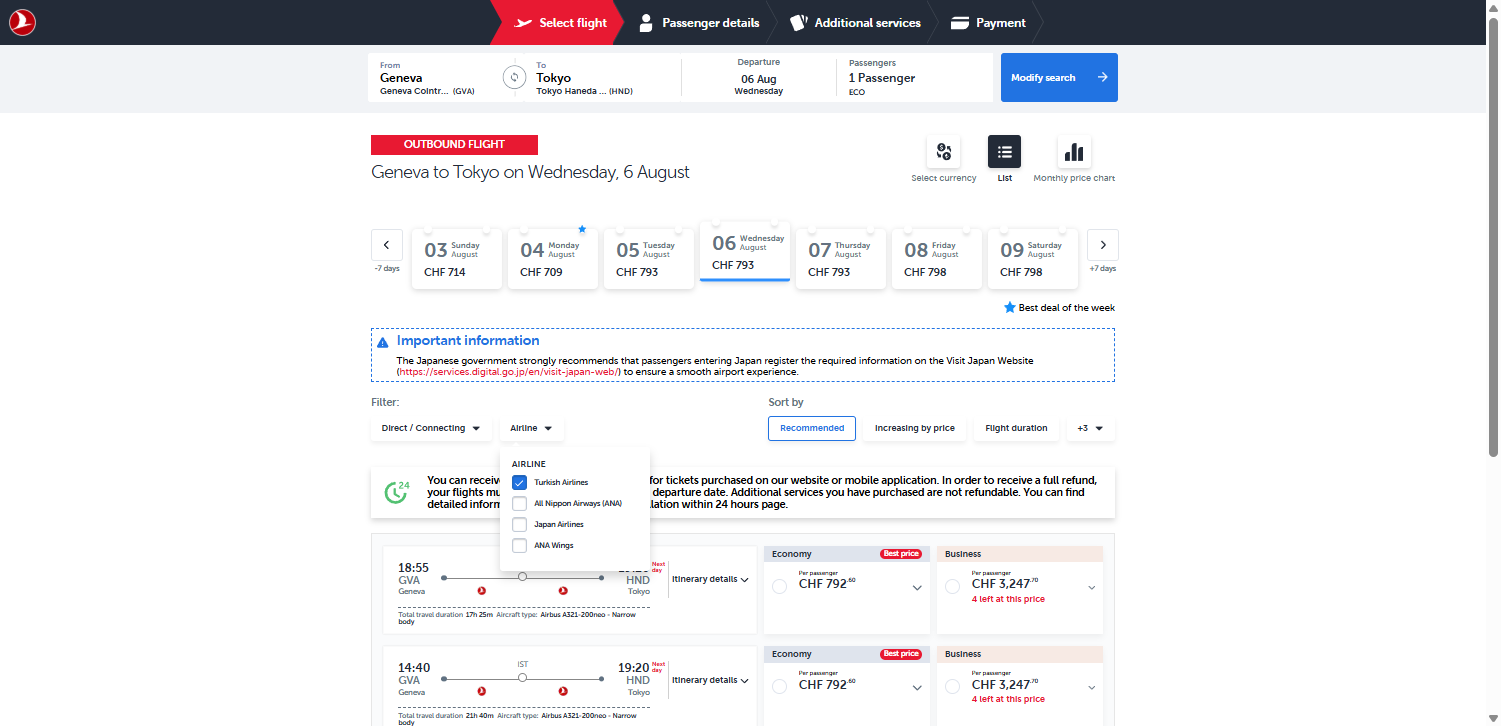 Select flight
Passenger details
Additional services
Payment
From
Geneva
Geneva Cointr... (GVA)
To
Tokyo
Tokyo Haneda ... (HND)
Departure
06 Aug
Wednesday
Passengers
1 Passenger
ECO
Modify search
OUTBOUND FLIGHT
Geneva to Tokyo on Wednesday, 6 August
Select currency
List
Monthly price chart
-7 days
03 Sunday August
CHF 714
04 Monday August
CHF 709
05 Tuesday August
CHF 793
06 Wednesday August
CHF 793
07 Thursday August
CHF 793
08 Friday August
CHF 798
09 Saturday August
CHF 798
+7 days
Best deal of the week
Important information
The Japanese government strongly recommends that passengers entering Japan register the required information on the Visit Japan Website
(https://services.digital.go.jp/en/visit-japan-web/) to ensure a smooth airport experience.
Filter:
Direct / Connecting
Airline
Sort by
Recommended
Increasing by price
Flight duration
+3
AIRLINE
Turkish Airlines
All Nippon Airways (ANA)
Japan Airlines
ANA Wings
24
You can receiv for tickets purchased on our website or mobile application. In order to receive a full refund,
your flights mu departure date. Additional services you have purchased are not refundable. You can find
detailed inforn llation within 24 hours page.
18:55
GVA
Geneva
Next day
HND
Tokyo
Itinerary details
Total travel duration 17h 25m Aircraft type: Airbus A321-200neo - Narrow
body
Economy
Best price
Per passenger
CHF 792.60
Business
Per passenger
CHF 3,247.70
4 left at this price
14:40
GVA
Geneva
IST
19:20
Next day
HND
Tokyo
Itinerary details
Total travel duration 21h 40m Aircraft type: Airbus A321-200neo - Narrow
body
Economy
Best price
Per passenger
CHF 792.60
Business
Per passenger
CHF 3,247.70
4 left at this price